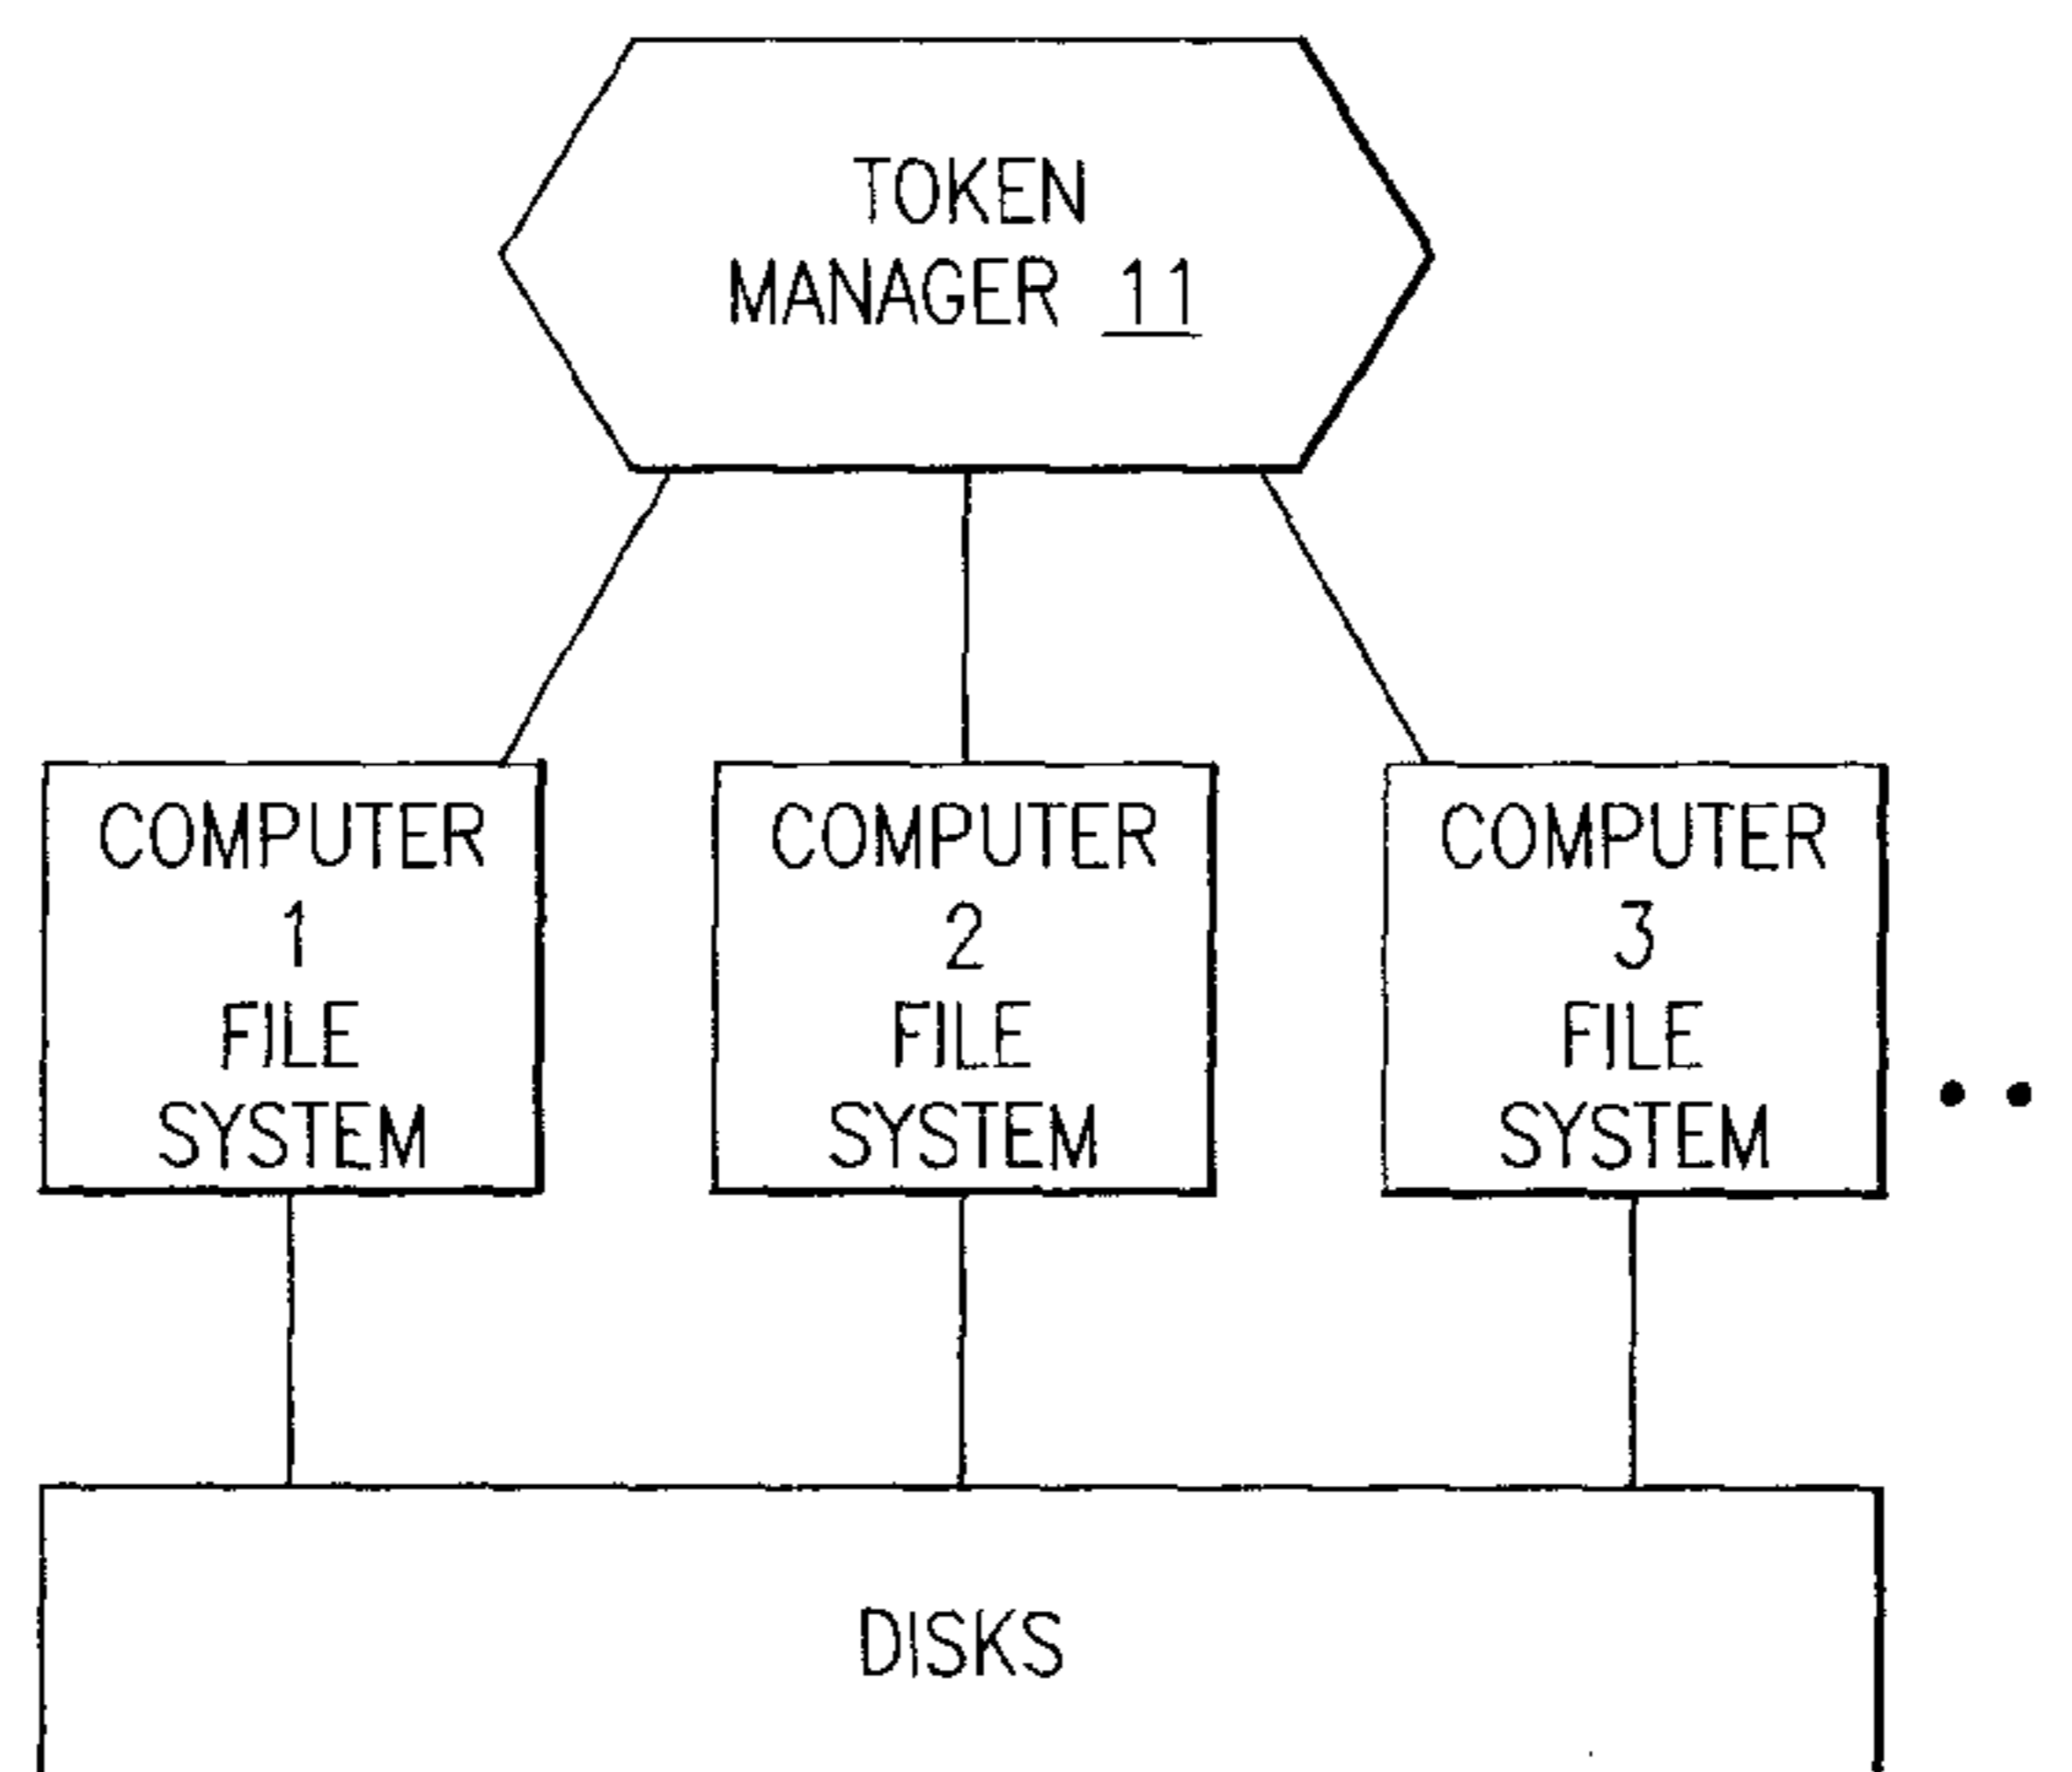 TOKEN
MANAGER 11
COMPUTER
1
FILE
SYSTEM
COMPUTER
2
FILE
SYSTEM
COMPUTER
3
FILE
SYSTEM
DISKS